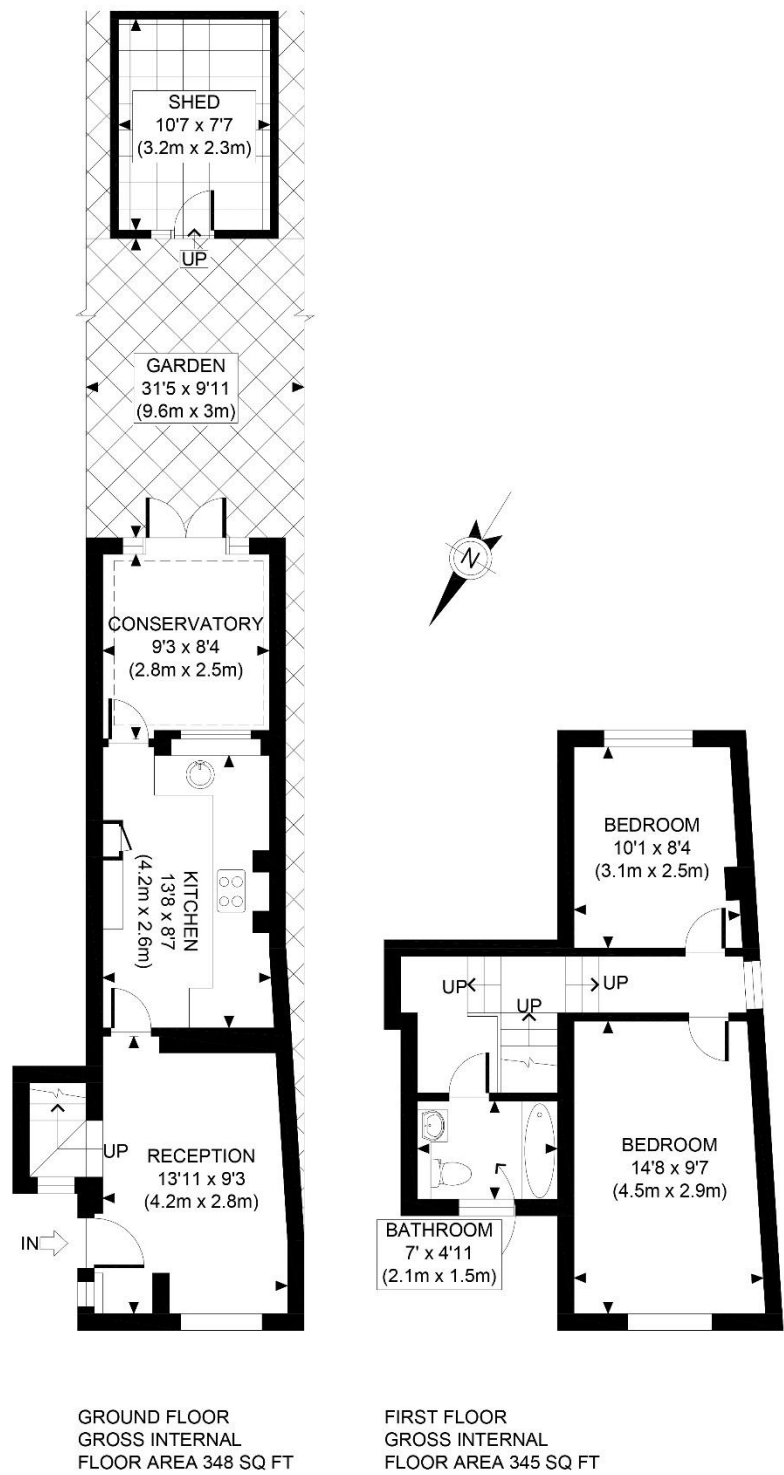 SHED
10'7 x 7'7
(3.2m x 2.3m)
UP
GARDEN
31'5 x 9'11
(9.6m x 3m)
N
CONSERVATORY
9'3 x 8'4
(2.8m x 2.5m)
KITCHEN
13'8 x 8'7
(4.2m x 2.6m)
UP
RECEPTION
13'11 x 9'3
(4.2m x 2.8m)
IN
BEDROOM
10'1 x 8'4
(3.1m x 2.5m)
UP
UP
UP
BEDROOM
14'8 x 9'7
(4.5m x 2.9m)
BATHROOM
7' x 4'11
(2.1m x 1.5m)
GROUND FLOOR
GROSS INTERNAL
FLOOR AREA 348 SQ FT
FIRST FLOOR
GROSS INTERNAL
FLOOR AREA 345 SQ FT